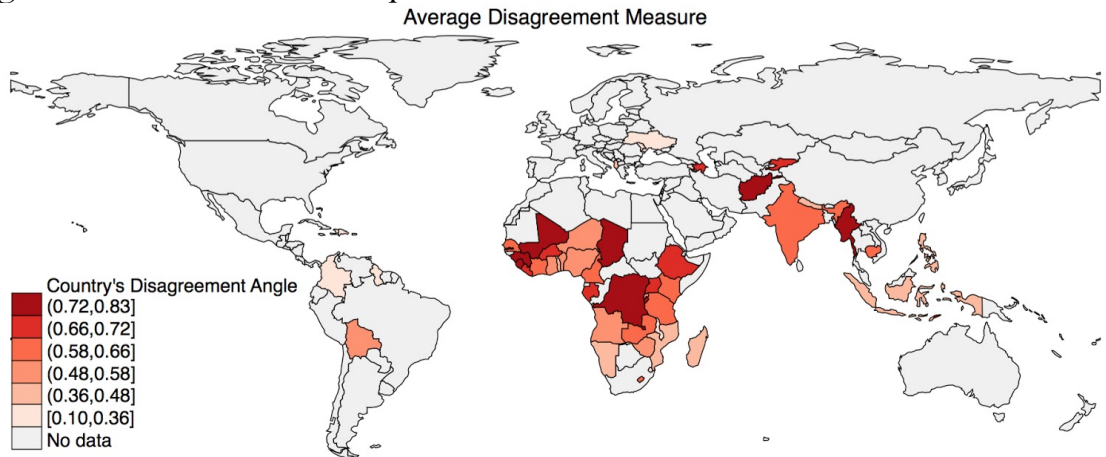 Average Disagreement Measure
Country's Disagreement Angle
(0.72,0.83]
(0.66,0.72]
(0.58,0.66]
(0.48,0.58]
(0.36,0.48]
[0.10,0.36]
No data